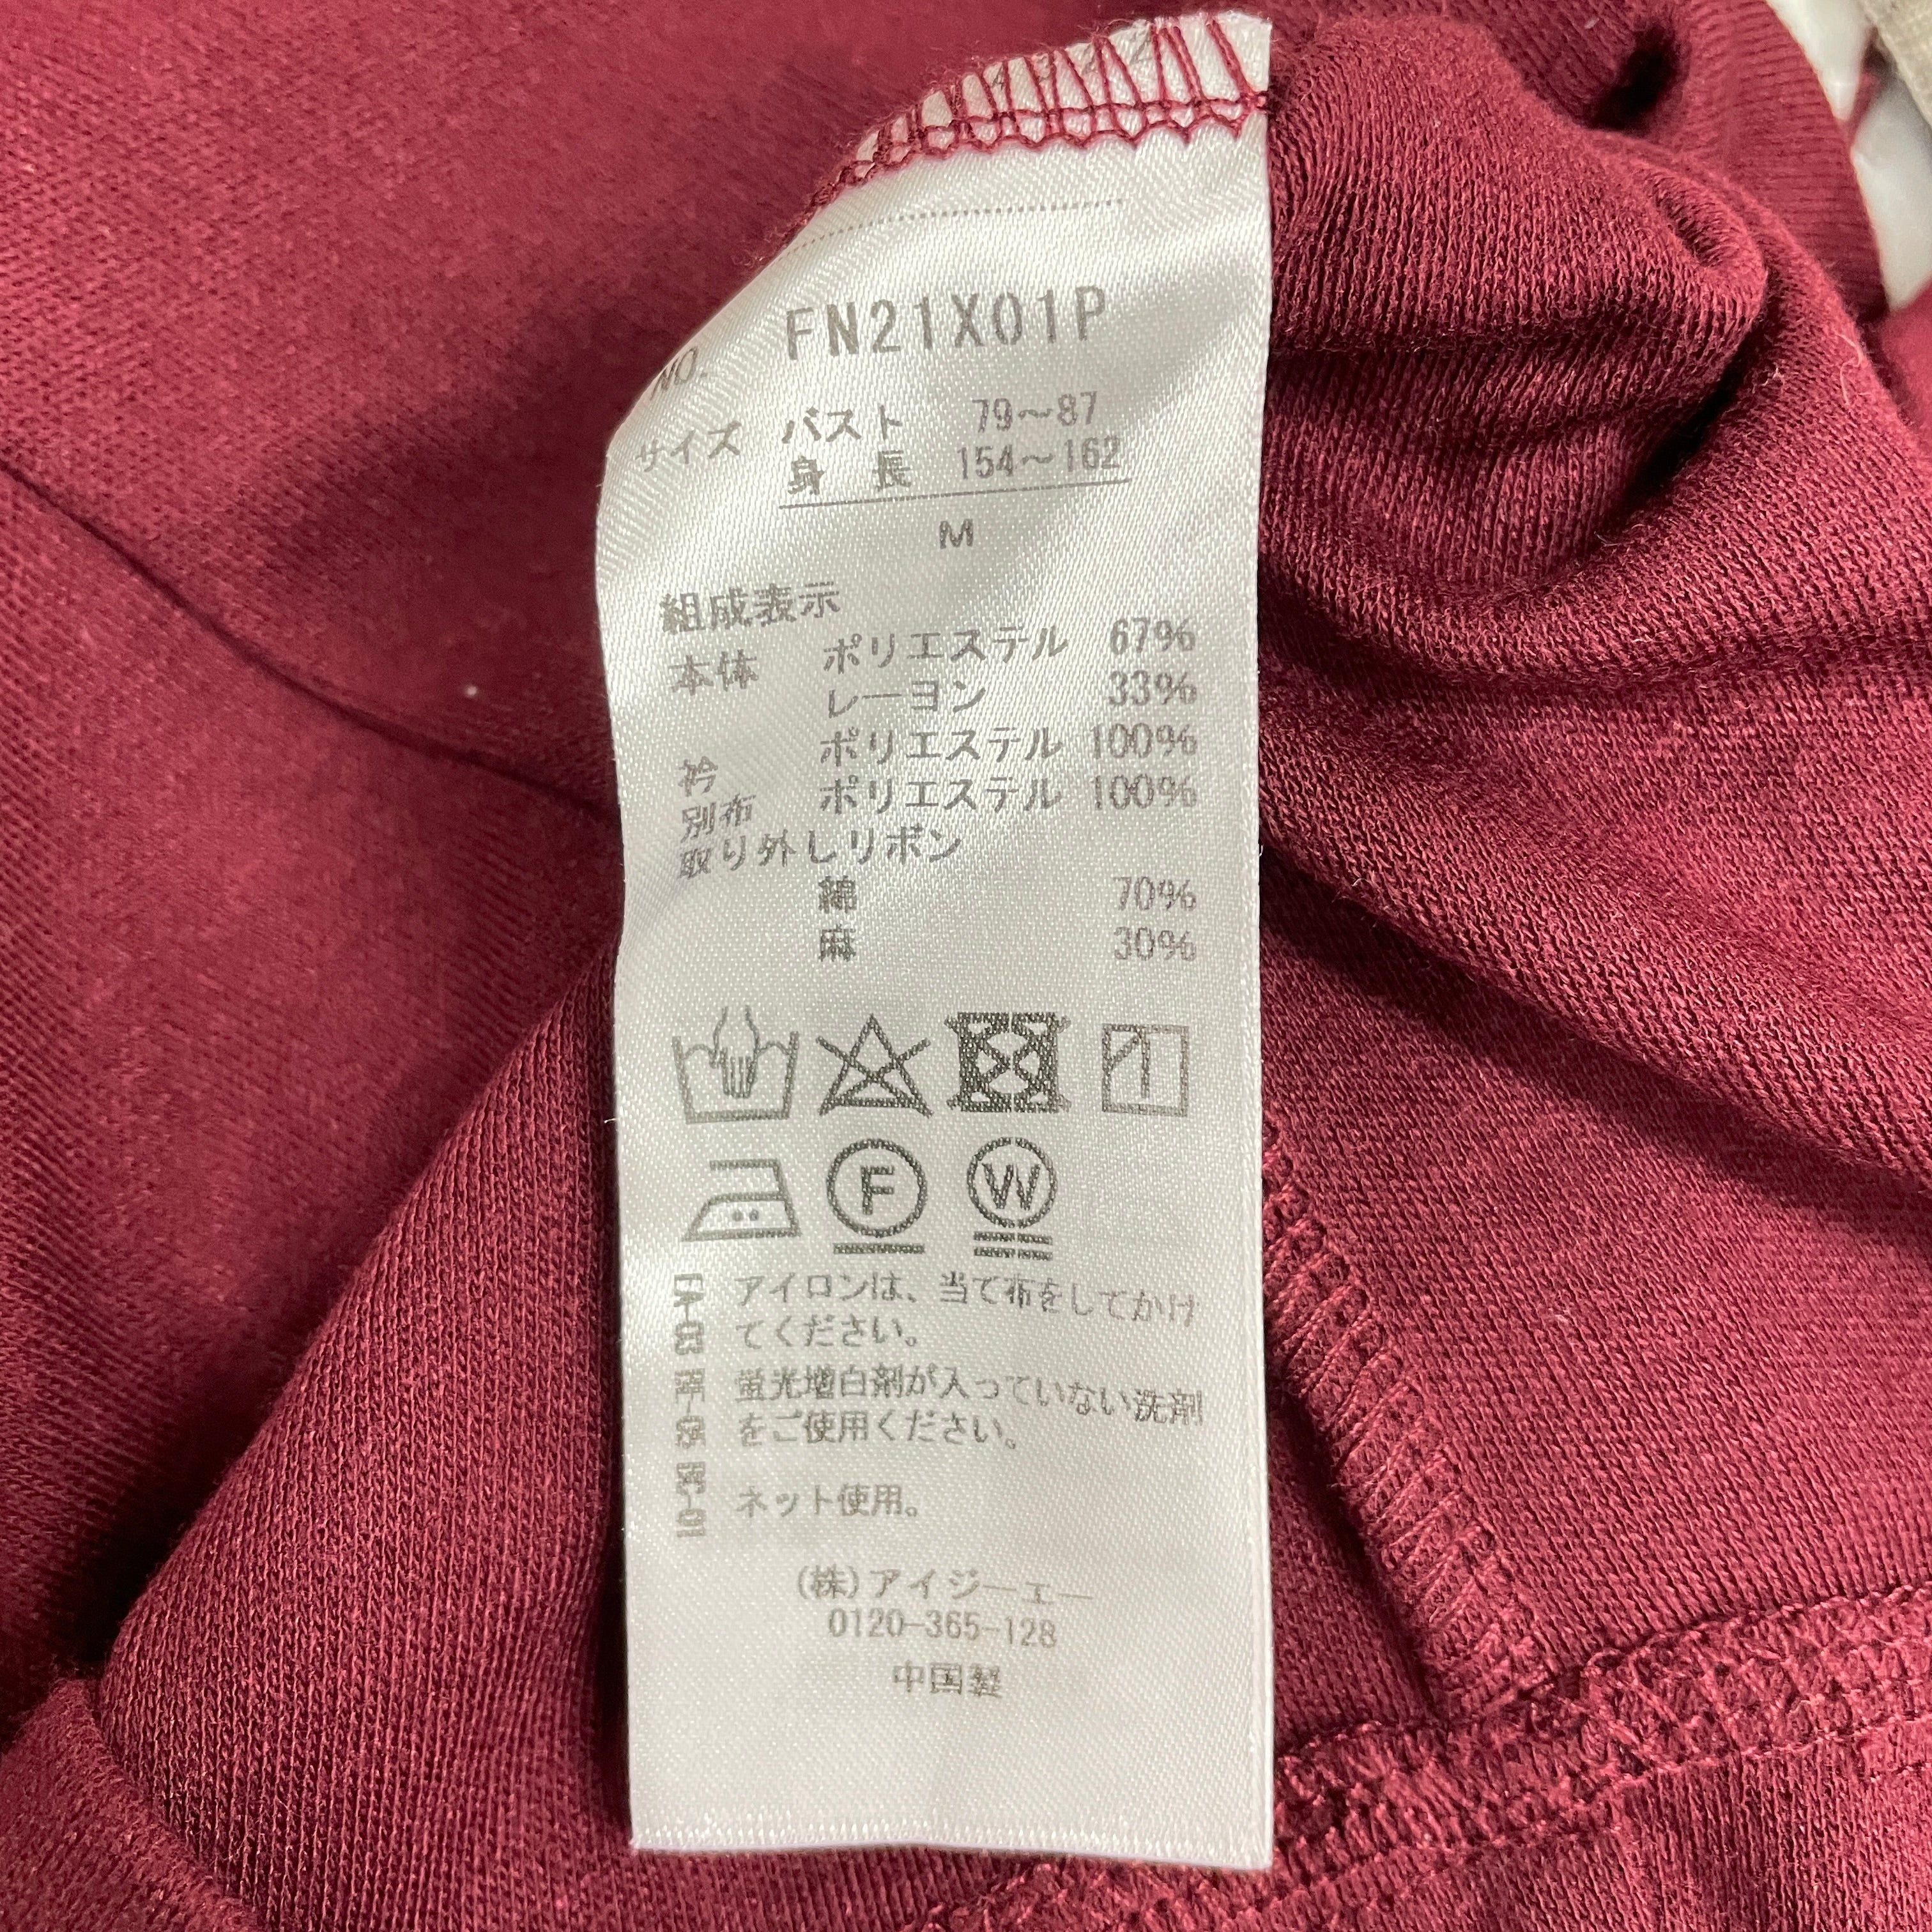 NO. FN21X01P
サイズ バスト 79～87
身 長 154～162
M
組成表示
本体 ポリエステル 67%
レーヨン 33%
衿 ポリエステル 100%
別布 ポリエステル 100%
取り外しリボン
綿 70%
麻 30%
F W
アイロンは、当て布をしてかけ
てください。
蛍光増白剤が入っていない洗剤
をご使用ください。
ネット使用。
(株)アイジーエー
0120-365-128
中国製